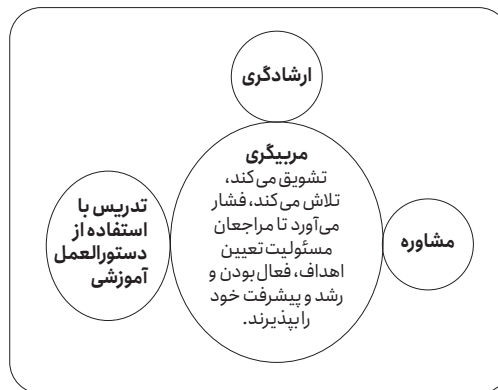 ارشادگری
مربیگری
تشویق می‌کند،
تلاش می‌کند، فشار
می‌آورد تا مراجعان
مسئولیت تعیین
اهداف، فعال بودن و
رشد و پیشرفت خود
را بپذیرند.
مشاوره
تدریس با
استفاده از
دستورالعمل
آموزشی